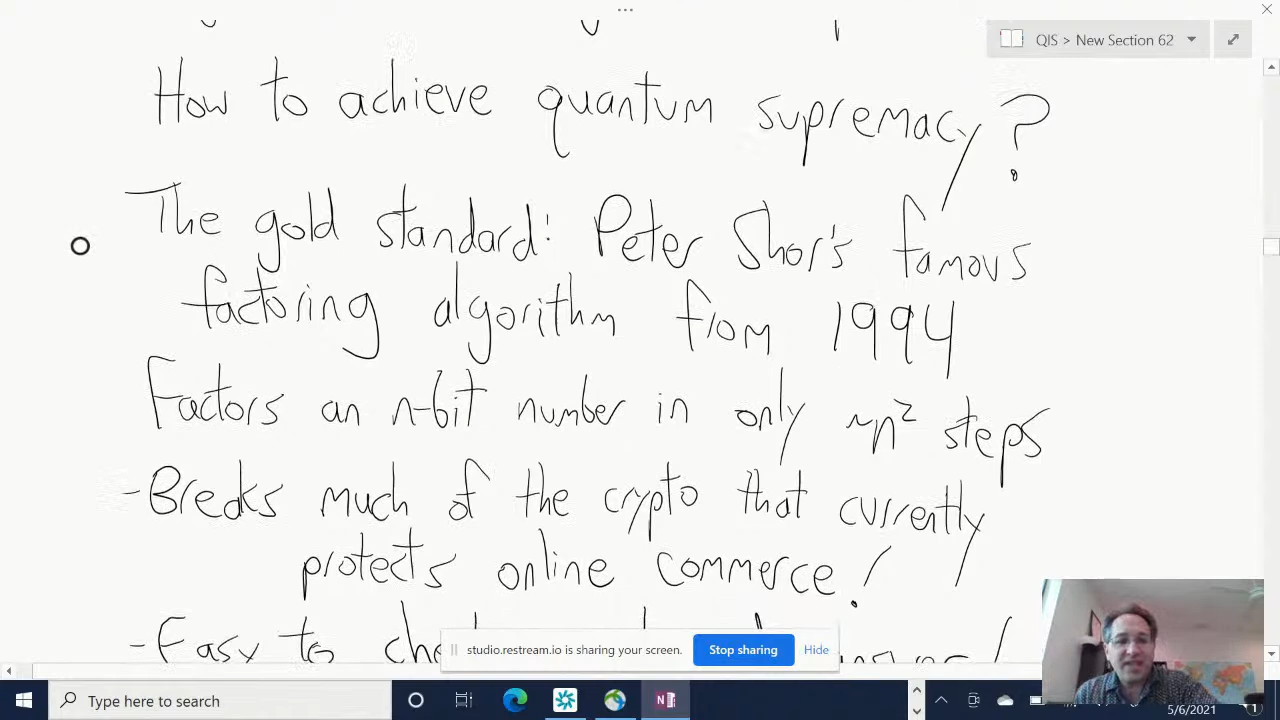 QIS > New Section 62
How to achieve quantum supremacy?
The gold standard: Peter Shor's famous
factoring algorithm from 1994
Factors an n-bit number in only ~n² steps
-Breaks much of the crypto that currently
protects online commerce!
-Easy to
studio.restream.io is sharing your screen.
Stop sharing
Hide
Type here to search
5/6/2021